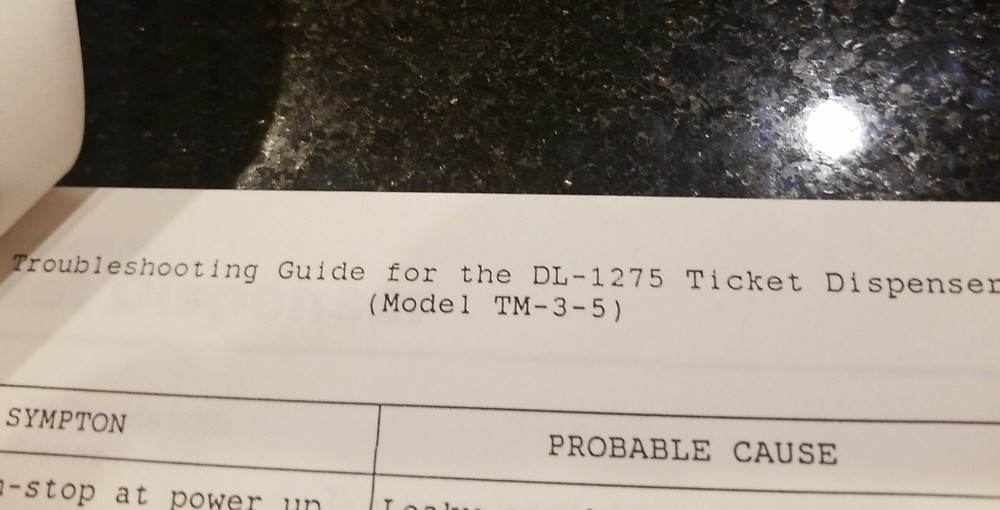 Troubleshooting Guide for the DL-1275 Ticket Dispenser
(Model TM-3-5)
SYMPTON
PROBABLE CAUSE
-stop at power up